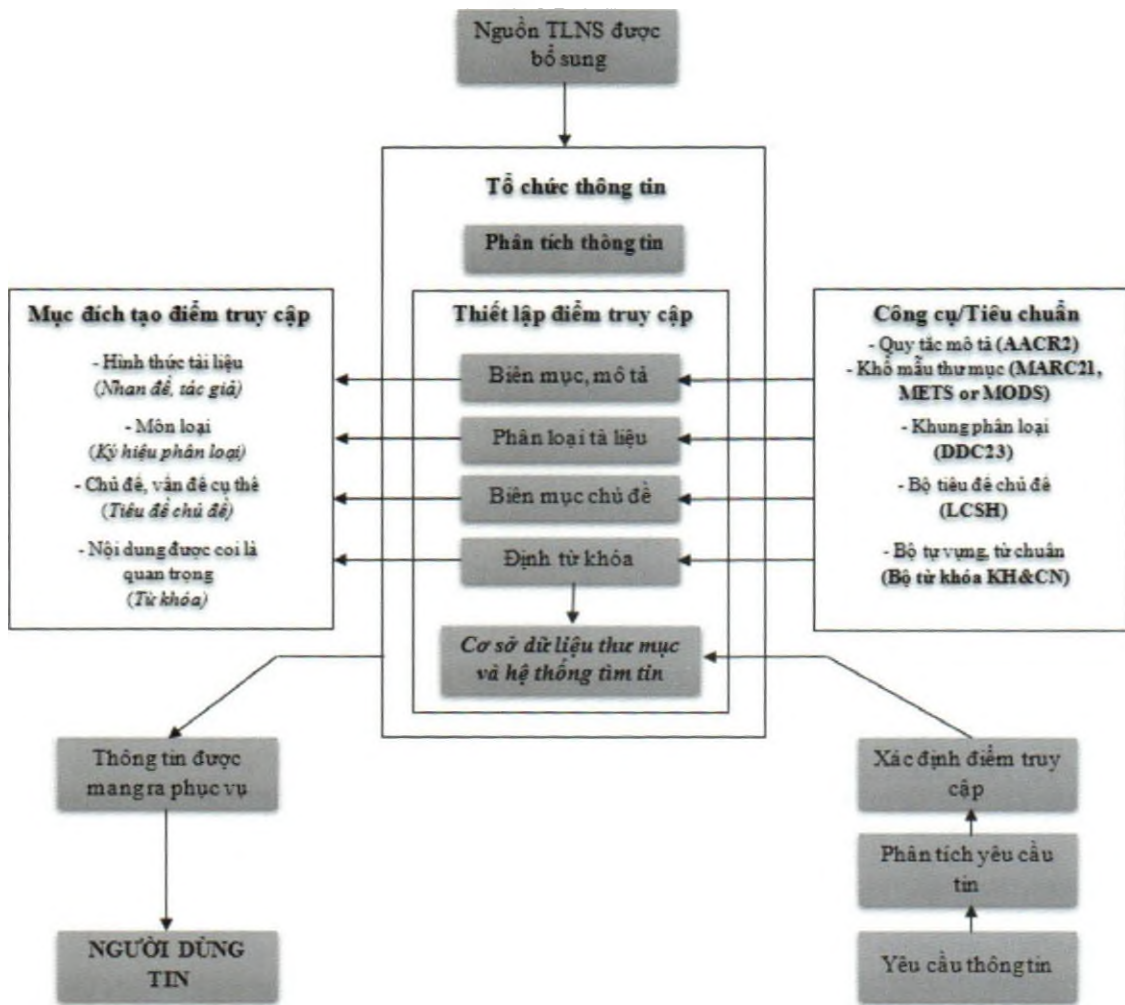 Nguồn TLNS được
bổ sung
Tổ chức thông tin
Phân tích thông tin
Mục đích tạo điểm truy cập
- Hình thức tài liệu
(Nhan đề, tác giả)
- Môn loại
(Ký hiệu phân loại)
- Chủ đề, vấn đề cụ thể
(Tiêu đề chủ đề)
- Nội dung được coi là
quan trọng
(Từ khóa)
Thiết lập điểm truy cập
Biên mục, mô tả
Phân loại tà liệu
Biên mục chủ đề
Định từ khóa
Cơ sở dữ liệu thư mục
và hệ thống tìm tin
Công cụ/Tiêu chuẩn
- Quy tắc mô tả (AACR2)
- Khổ mẫu thư mục (MARC21,
METS or MODS)
- Khung phân loại
(DDC23)
- Bộ tiêu đề chủ đề
(LCSH)
- Bộ tự vựng, từ chuẩn
(Bộ từ khóa KH&CN)
Thông tin được
mang ra phục vụ
NGƯỜI DÙNG
TIN
Xác định điểm truy
cập
Phân tích yêu cầu
tin
Yêu cầu thông tin